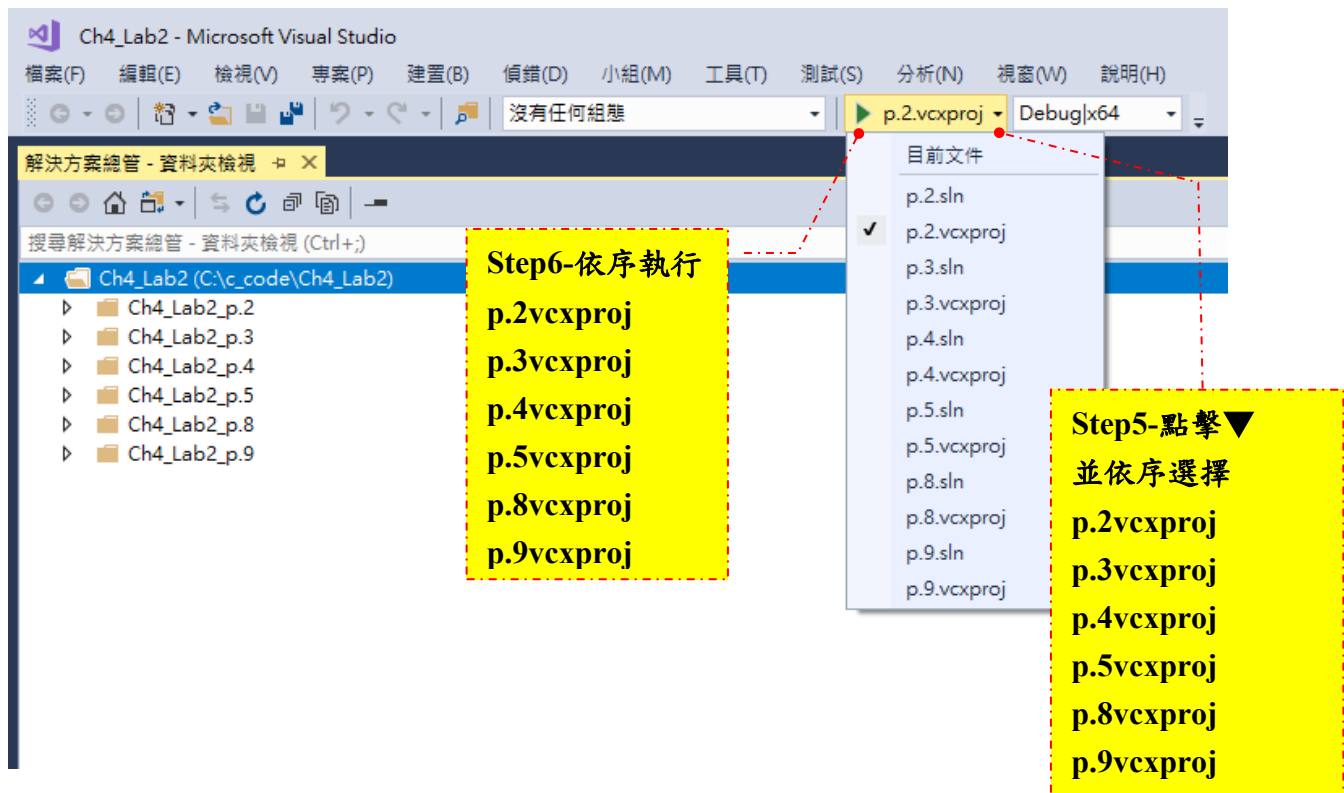 Ch4_Lab2 - Microsoft Visual Studio
檔案(F) 編輯(E) 檢視(V) 專案(P) 建置(B) 偵錯(D) 小組(M) 工具(T) 測試(S) 分析(N) 視窗(W) 說明(H)
沒有任何組態 p.2.vcxproj Debug|x64
解決方案總管 - 資料夾檢視
搜尋解決方案總管 - 資料夾檢視 (Ctrl+;)
Ch4_Lab2 (C:\c_code\Ch4_Lab2)
Ch4_Lab2_p.2
Ch4_Lab2_p.3
Ch4_Lab2_p.4
Ch4_Lab2_p.5
Ch4_Lab2_p.8
Ch4_Lab2_p.9
Step6-依序執行
p.2vcxproj
p.3vcxproj
p.4vcxproj
p.5vcxproj
p.8vcxproj
p.9vcxproj
目前文件
p.2.sln
p.2.vcxproj
p.3.sln
p.3.vcxproj
p.4.sln
p.4.vcxproj
p.5.sln
p.5.vcxproj
p.8.sln
p.8.vcxproj
p.9.sln
p.9.vcxproj
Step5-點擊▼
並依序選擇
p.2vcxproj
p.3vcxproj
p.4vcxproj
p.5vcxproj
p.8vcxproj
p.9vcxproj